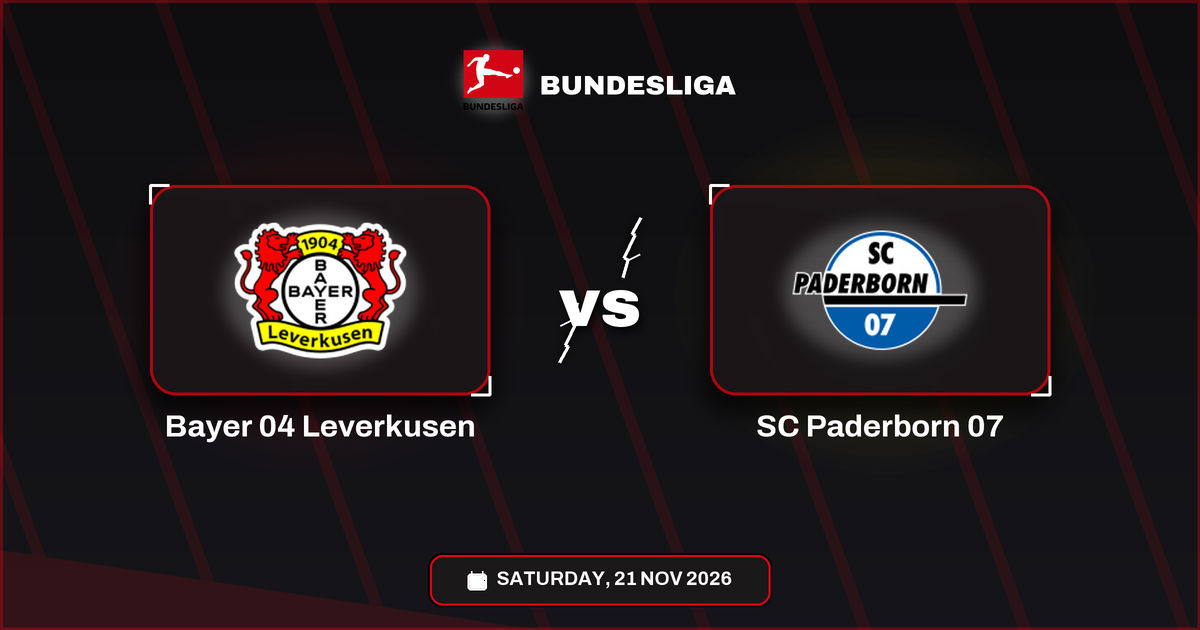 BUNDESLIGA
BUNDESLIGA
1904
BAYER
BAYER
Leverkusen
vs
SC
PADERBORN
07
Bayer 04 Leverkusen
SC Paderborn 07
SATURDAY, 21 NOV 2026